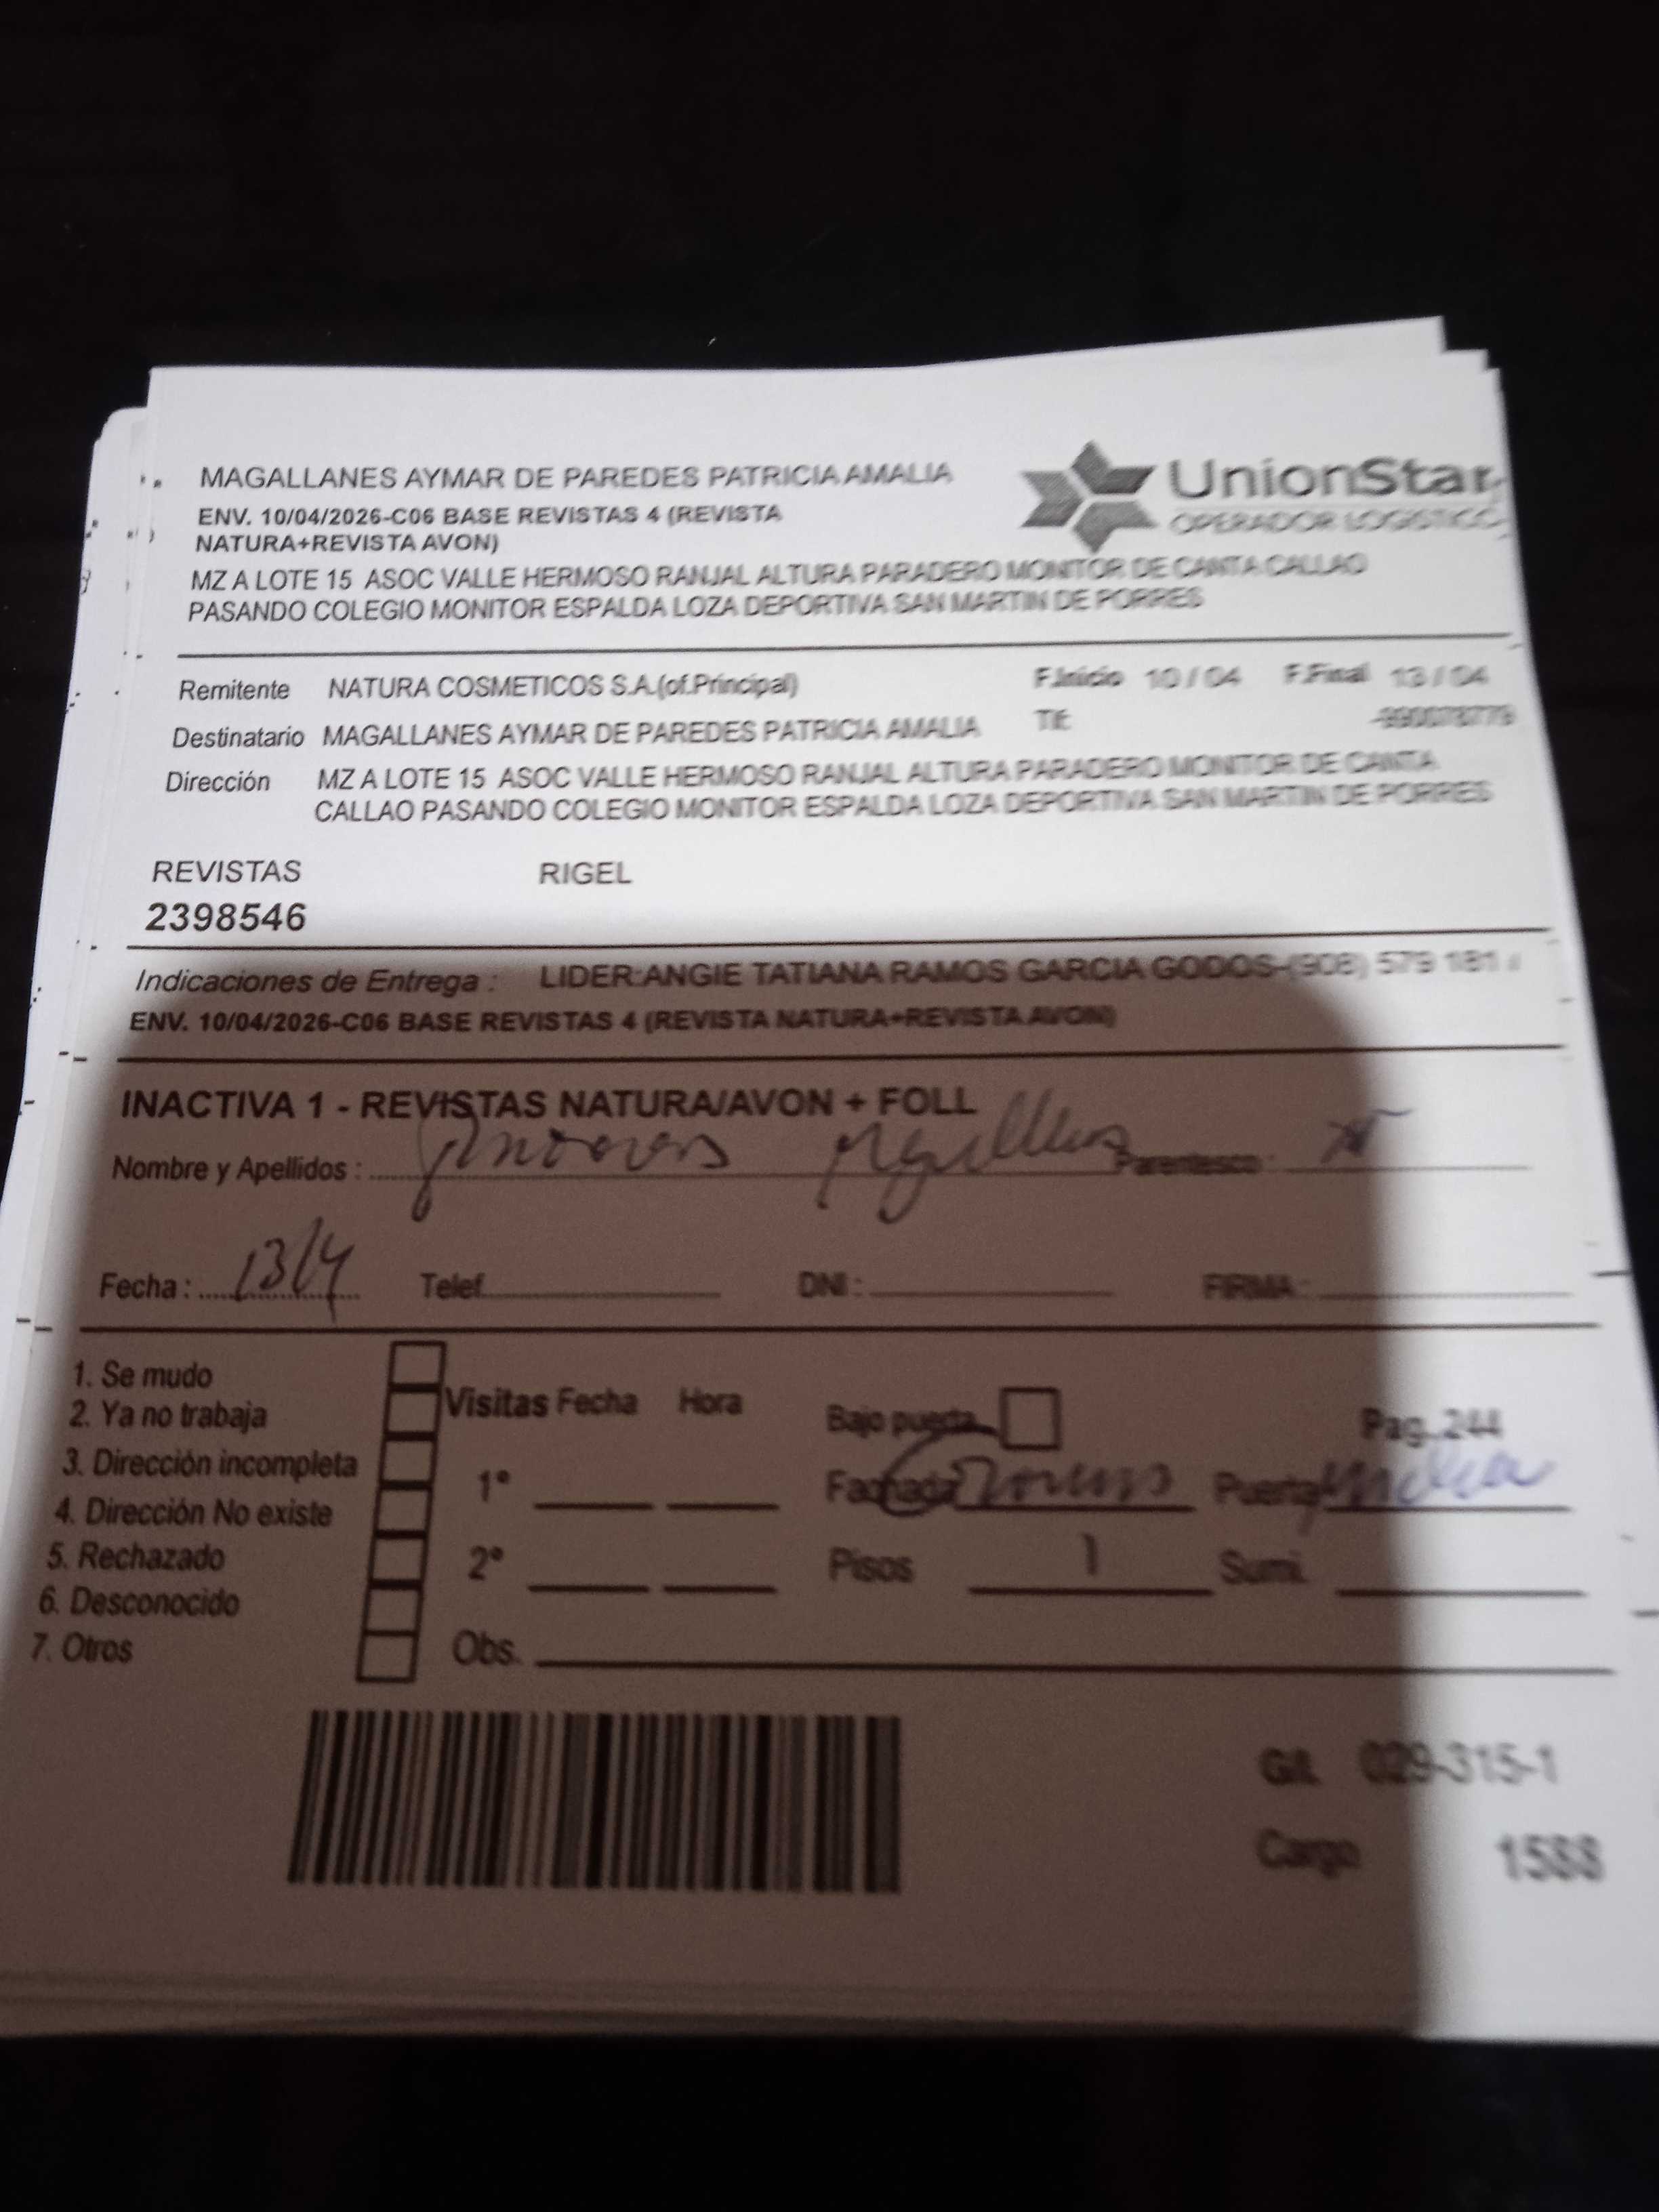 MAGALLANES AYMAR DE PAREDES PATRICIA AMALIA
UnionStar
OPERADOR LOGISTICO
ENV. 10/04/2026-C06 BASE REVISTAS 4 (REVISTA
NATURA+REVISTA AVON)
MZ A LOTE 15 ASOC VALLE HERMOSO RANJAL ALTURA PARADERO MONITOR DE CANTA CALLAO
PASANDO COLEGIO MONITOR ESPALDA LOZA DEPORTIVA SAN MARTIN DE PORRES
Remitente NATURA COSMETICOS S.A.(of.Principal) F.Inicio 10 / 04 F.Final 13 / 04
Destinatario MAGALLANES AYMAR DE PAREDES PATRICIA AMALIA Tlf:
Dirección MZ A LOTE 15 ASOC VALLE HERMOSO RANJAL ALTURA PARADERO MONITOR DE CANTA
CALLAO PASANDO COLEGIO MONITOR ESPALDA LOZA DEPORTIVA SAN MARTIN DE PORRES
REVISTAS RIGEL
2398546
Indicaciones de Entrega : LIDER:ANGIE TATIANA RAMOS GARCIA GODOS-(908) 579 181 /
ENV. 10/04/2026-C06 BASE REVISTAS 4 (REVISTA NATURA+REVISTA AVON)
INACTIVA 1 - REVISTAS NATURA/AVON + FOLL
Nombre y Apellidos : Parentesco :
Fecha : 13/4 Telef. DNI : FIRMA :
1. Se mudo
2. Ya no trabaja
3. Dirección incompleta
4. Dirección No existe
5. Rechazado
6. Desconocido
7. Otros
Visitas Fecha Hora
1°
2°
Obs.
Bajo puerta Pag. 244
Fachada Puerta
Pisos 1 Sumi.
G/l. 029-315-1
Cargo 1588